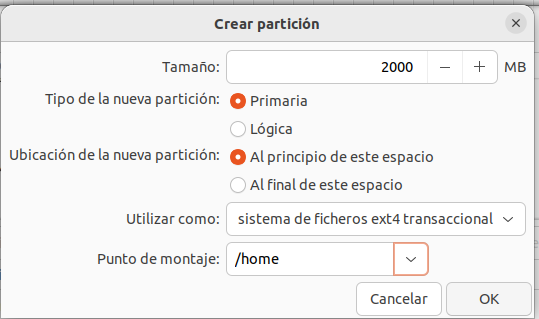 Crear partición
Tamaño: 2000 MB
Tipo de la nueva partición: Primaria
Lógica
Ubicación de la nueva partición: Al principio de este espacio
Al final de este espacio
Utilizar como: sistema de ficheros ext4 transaccional
Punto de montaje: /home
Cancelar OK